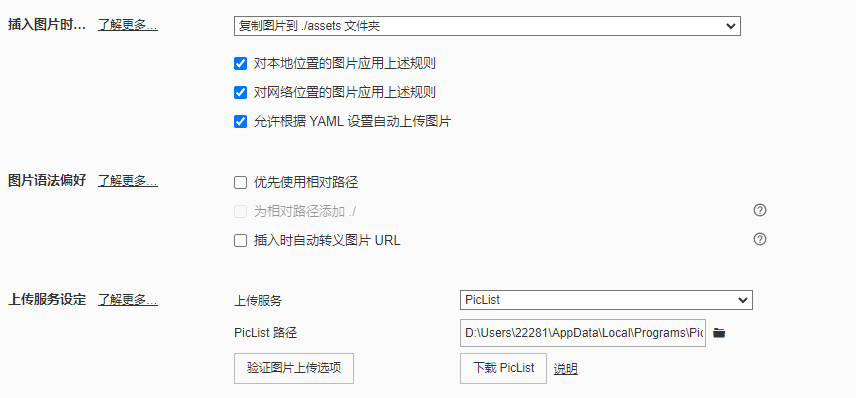 插入图片时... 了解更多... 复制图片到 ./assets 文件夹
对本地位置的图片应用上述规则
对网络位置的图片应用上述规则
允许根据 YAML 设置自动上传图片
图片语法偏好 了解更多... 优先使用相对路径
为相对路径添加 ./
插入时自动转义图片 URL
上传服务设定 了解更多... 上传服务 PicList
PicList 路径 D:\Users\22281\AppData\Local\Programs\Pic
验证图片上传选项 下载 PicList 说明